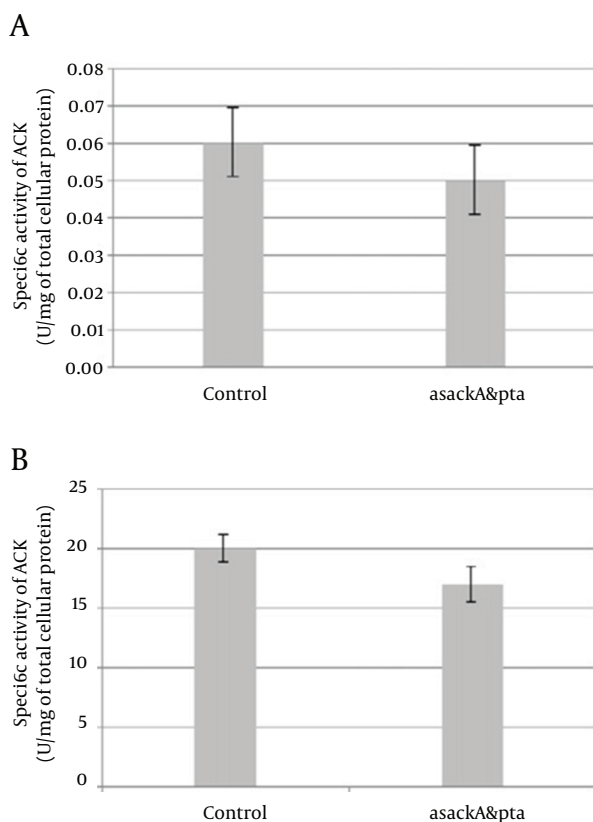 A
Speci6c activity of ACK
(U/mg of total cellular protein)
0.08
0.07
0.06
0.05
0.04
0.03
0.02
0.01
0.00
Control asackA&pta
B
Speci6c activity of ACK
(U/mg of total cellular protein)
25
20
15
10
5
0
Control asackA&pta